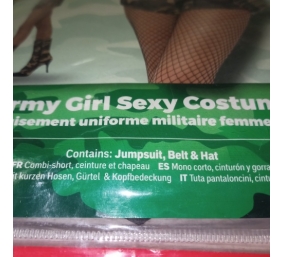 rmy Girl Sexy Costum
isement uniforme militaire femme
Contains: Jumpsuit, Belt & Hat
FR Combi-short, ceinture et chapeau ES Mono corto, cinturón y gorra
t kurzen Hosen, Gürtel & Kopfbedeckung IT Tuta pantaloncini, cintu